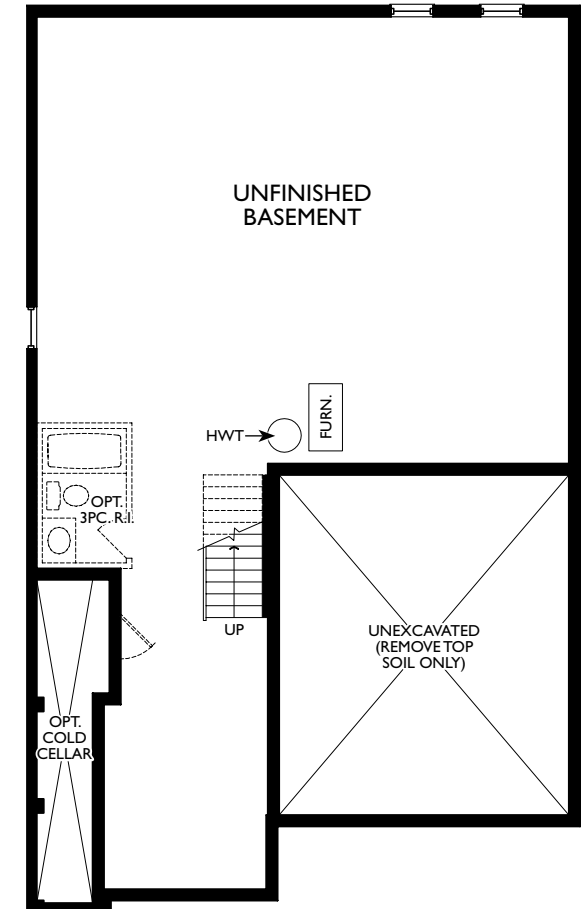 UNFINISHED
BASEMENT
FURN.
HWT
OPT.
3PC. R.I.
UP
UNEXCAVATED
(REMOVE TOP
SOIL ONLY)
OPT.
COLD
CELLAR